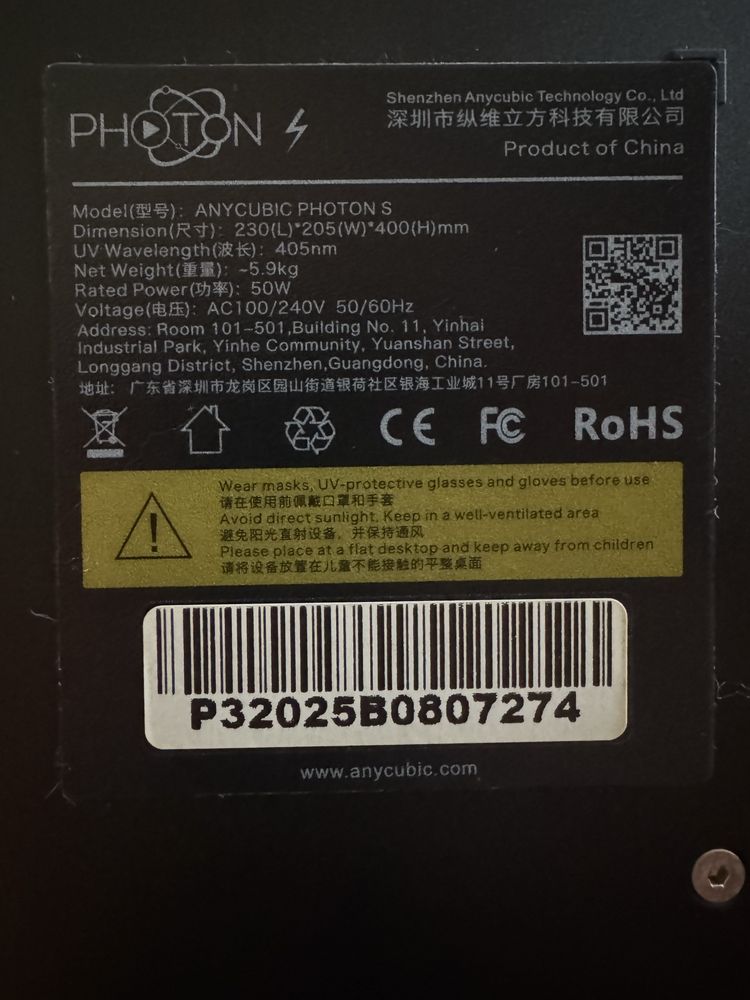 PHOTON
Shenzhen Anycubic Technology Co., Ltd
深圳市纵维立方科技有限公司
Product of China
Model(型号): ANYCUBIC PHOTON S
Dimension(尺寸): 230(L)*205(W)*400(H)mm
UV Wavelength(波长): 405nm
Net Weight(重量): ~5.9kg
Rated Power(功率): 50W
Voltage(电压): AC100/240V 50/60Hz
Address: Room 101-501,Building No. 11, Yinhai
Industrial Park, Yinhe Community, Yuanshan Street,
Longgang District, Shenzhen,Guangdong, China.
地址: 广东省深圳市龙岗区园山街道银荷社区银海工业城11号厂房101-501
CE FC RoHS
Wear masks, UV-protective glasses and gloves before use
请在使用前佩戴口罩和手套
Avoid direct sunlight, Keep in a well-ventilated area
避免阳光直射设备，并保持通风
Please place at a flat desktop and keep away from children
请将设备放置在儿童不能接触的平整桌面
P32025B0807274
www.anycubic.com